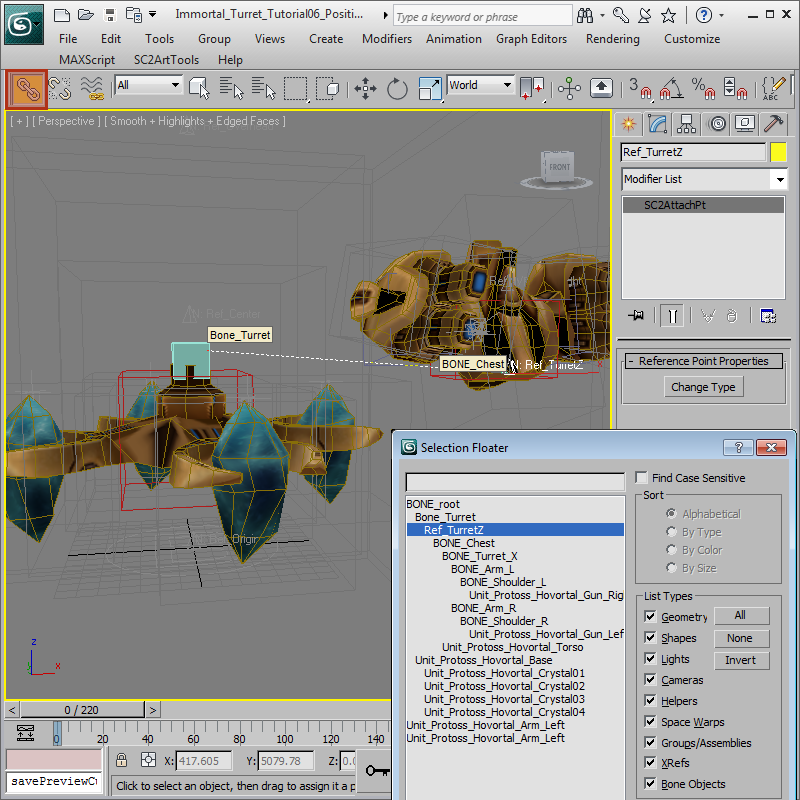 Immortal_Turret_Tutorial06_Positi...
Type a keyword or phrase
File Edit Tools Group Views Create Modifiers Animation Graph Editors Rendering Customize
MAXScript SC2ArtTools Help
All
World
3
ABC
[ + ] [ Perspective ] [ Smooth + Highlights + Edged Faces ]
FRONT
Ref_TurretZ
Modifier List
SC2AttachPt
- Reference Point Properties
Change Type
Ref_Center
Bone_Turret
BONE_Chest
N: Ref_TurretZ
x
z
x
Selection Floater
Find Case Sensitive
Sort
Alphabetical
By Type
By Color
By Size
BONE_root
Bone_Turret
Ref_TurretZ
BONE_Chest
BONE_Turret_X
BONE_Arm_L
BONE_Shoulder_L
Unit_Protoss_Hovortal_Gun_Rig
BONE_Arm_R
BONE_Shoulder_R
Unit_Protoss_Hovortal_Gun_Lef
Unit_Protoss_Hovortal_Torso
Unit_Protoss_Hovortal_Base
Unit_Protoss_Hovortal_Crystal01
Unit_Protoss_Hovortal_Crystal02
Unit_Protoss_Hovortal_Crystal03
Unit_Protoss_Hovortal_Crystal04
Unit_Protoss_Hovortal_Arm_Left
Unit_Protoss_Hovortal_Arm_Left
List Types
Geometry
Shapes
Lights
Cameras
Helpers
Space Warps
Groups/Assemblies
XRefs
Bone Objects
All
None
Invert
< 0 / 220 >
0 20 40 60 80 100 120 140
X: 417.605 Y: 5079.78 Z: 0.0
savePreviewCu
Click to select an object, then drag to assign it a p